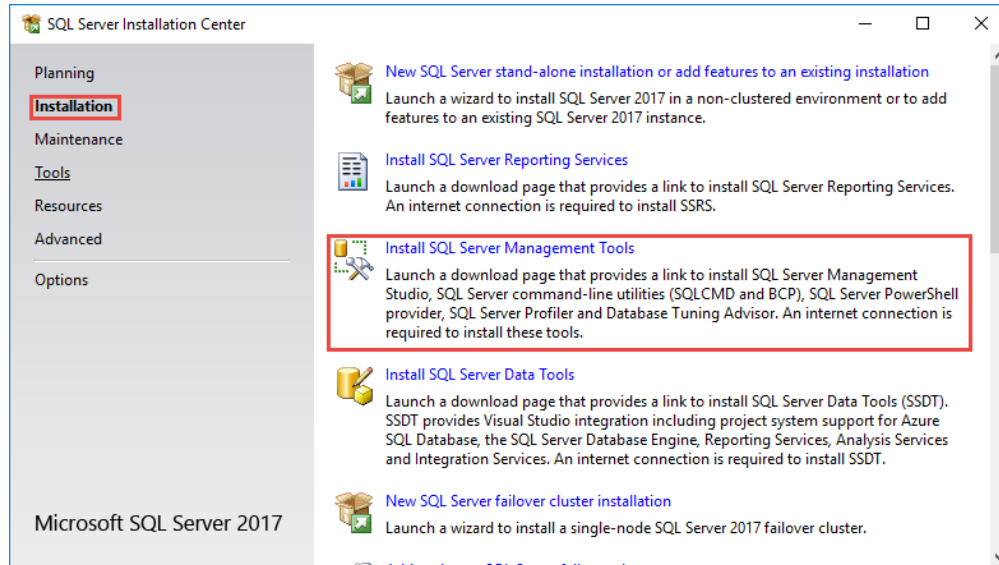 SQL Server Installation Center
Planning
Installation
Maintenance
Tools
Resources
Advanced
Options
Microsoft SQL Server 2017
New SQL Server stand-alone installation or add features to an existing installation
Launch a wizard to install SQL Server 2017 in a non-clustered environment or to add
features to an existing SQL Server 2017 instance.
Install SQL Server Reporting Services
Launch a download page that provides a link to install SQL Server Reporting Services.
An internet connection is required to install SSRS.
Install SQL Server Management Tools
Launch a download page that provides a link to install SQL Server Management
Studio, SQL Server command-line utilities (SQLCMD and BCP), SQL Server PowerShell
provider, SQL Server Profiler and Database Tuning Advisor. An internet connection is
required to install these tools.
Install SQL Server Data Tools
Launch a download page that provides a link to install SQL Server Data Tools (SSDT).
SSDT provides Visual Studio integration including project system support for Azure
SQL Database, the SQL Server Database Engine, Reporting Services, Analysis Services
and Integration Services. An internet connection is required to install SSDT.
New SQL Server failover cluster installation
Launch a wizard to install a single-node SQL Server 2017 failover cluster.